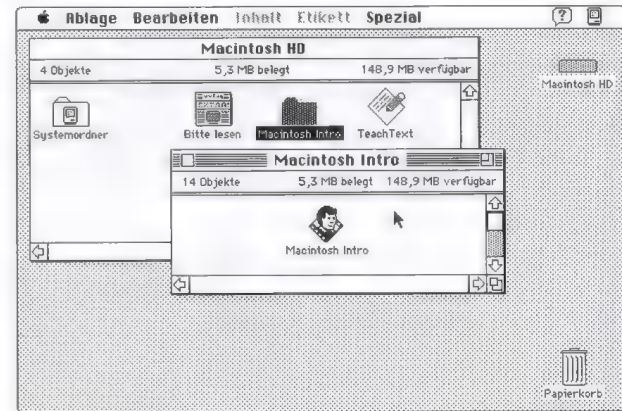 Ablage Bearbeiten Inhalt Etikett Spezial
Macintosh HD
4 Objekte 5,3 MB belegt 148,9 MB verfügbar
Macintosh HD
Systemordner Bitte lesen Macintosh Intro TeachText
Macintosh Intro
14 Objekte 5,3 MB belegt 148,9 MB verfügbar
Macintosh Intro
Papierkorb